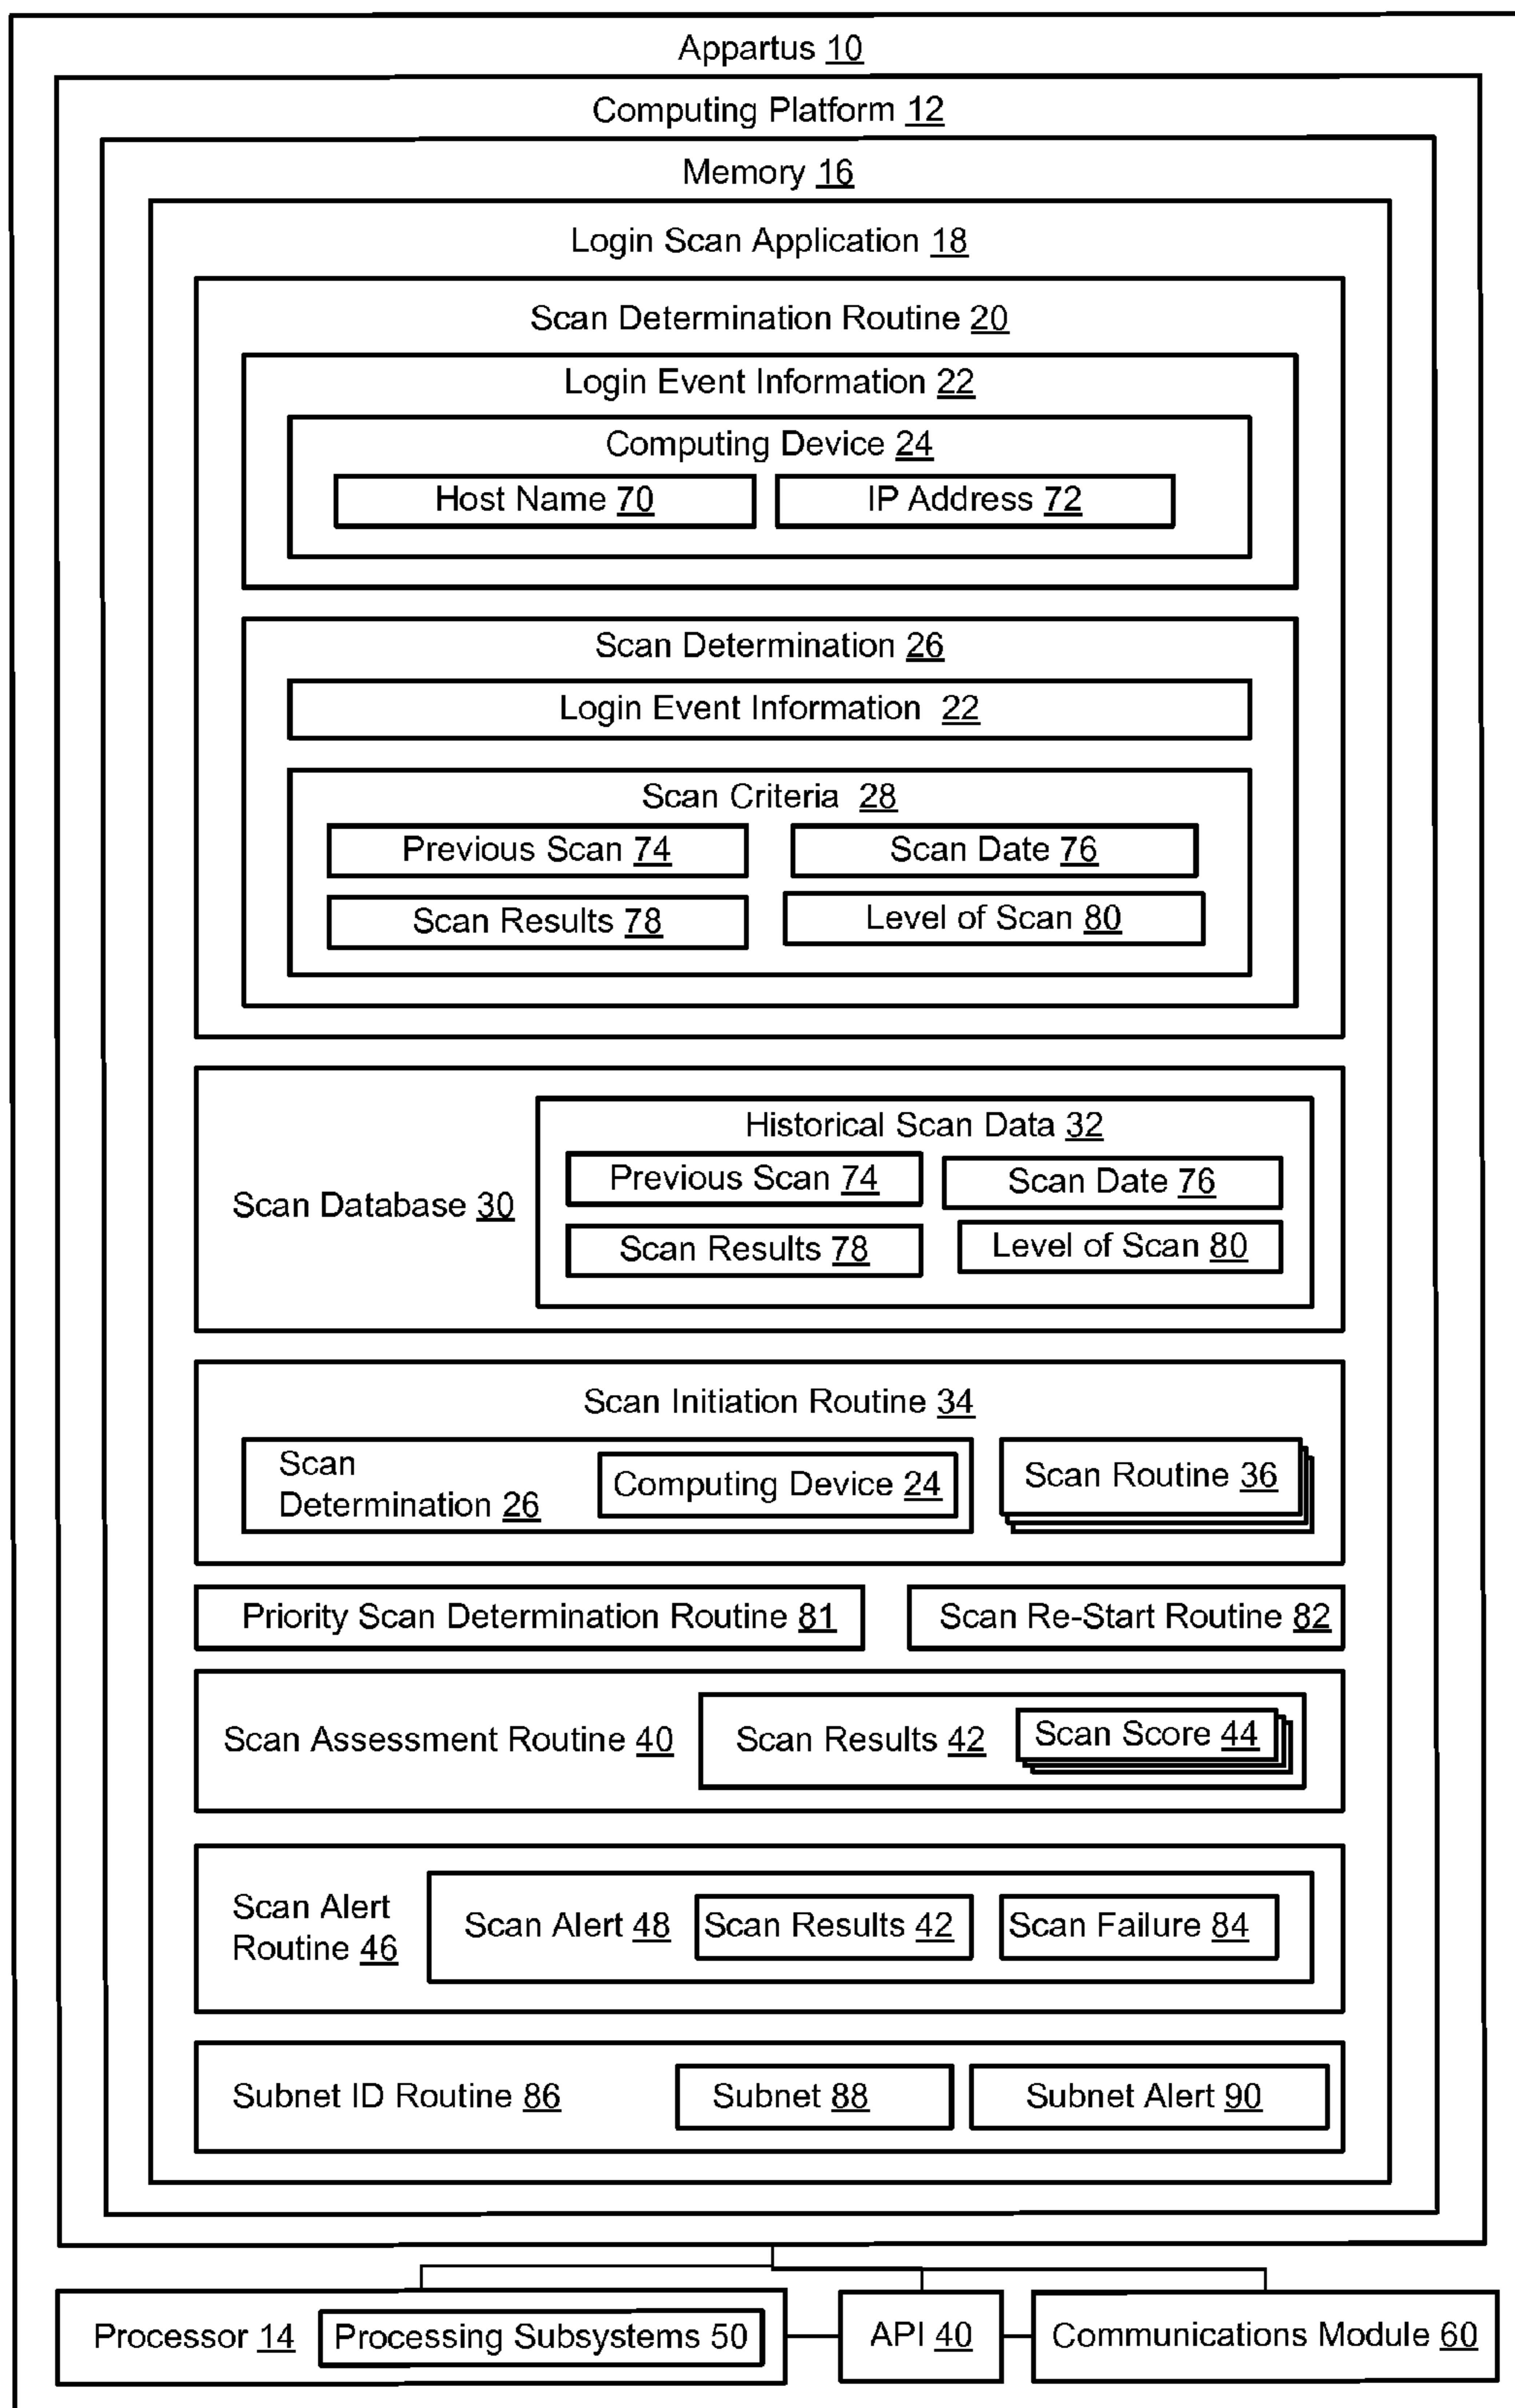 Appartus 10
Computing Platform 12
Memory 16
Login Scan Application 18
Scan Determination Routine 20
Login Event Information 22
Computing Device 24
Host Name 70
IP Address 72
Scan Determination 26
Login Event Information 22
Scan Criteria 28
Previous Scan 74
Scan Date 76
Scan Results 78
Level of Scan 80
Scan Database 30
Historical Scan Data 32
Previous Scan 74
Scan Date 76
Scan Results 78
Level of Scan 80
Scan Initiation Routine 34
Scan
Determination 26
Computing Device 24
Scan Routine 36
Priority Scan Determination Routine 81
Scan Re-Start Routine 82
Scan Assessment Routine 40
Scan Results 42
Scan Score 44
Scan Alert
Routine 46
Scan Alert 48
Scan Results 42
Scan Failure 84
Subnet ID Routine 86
Subnet 88
Subnet Alert 90
Processor 14
Processing Subsystems 50
API 40
Communications Module 60